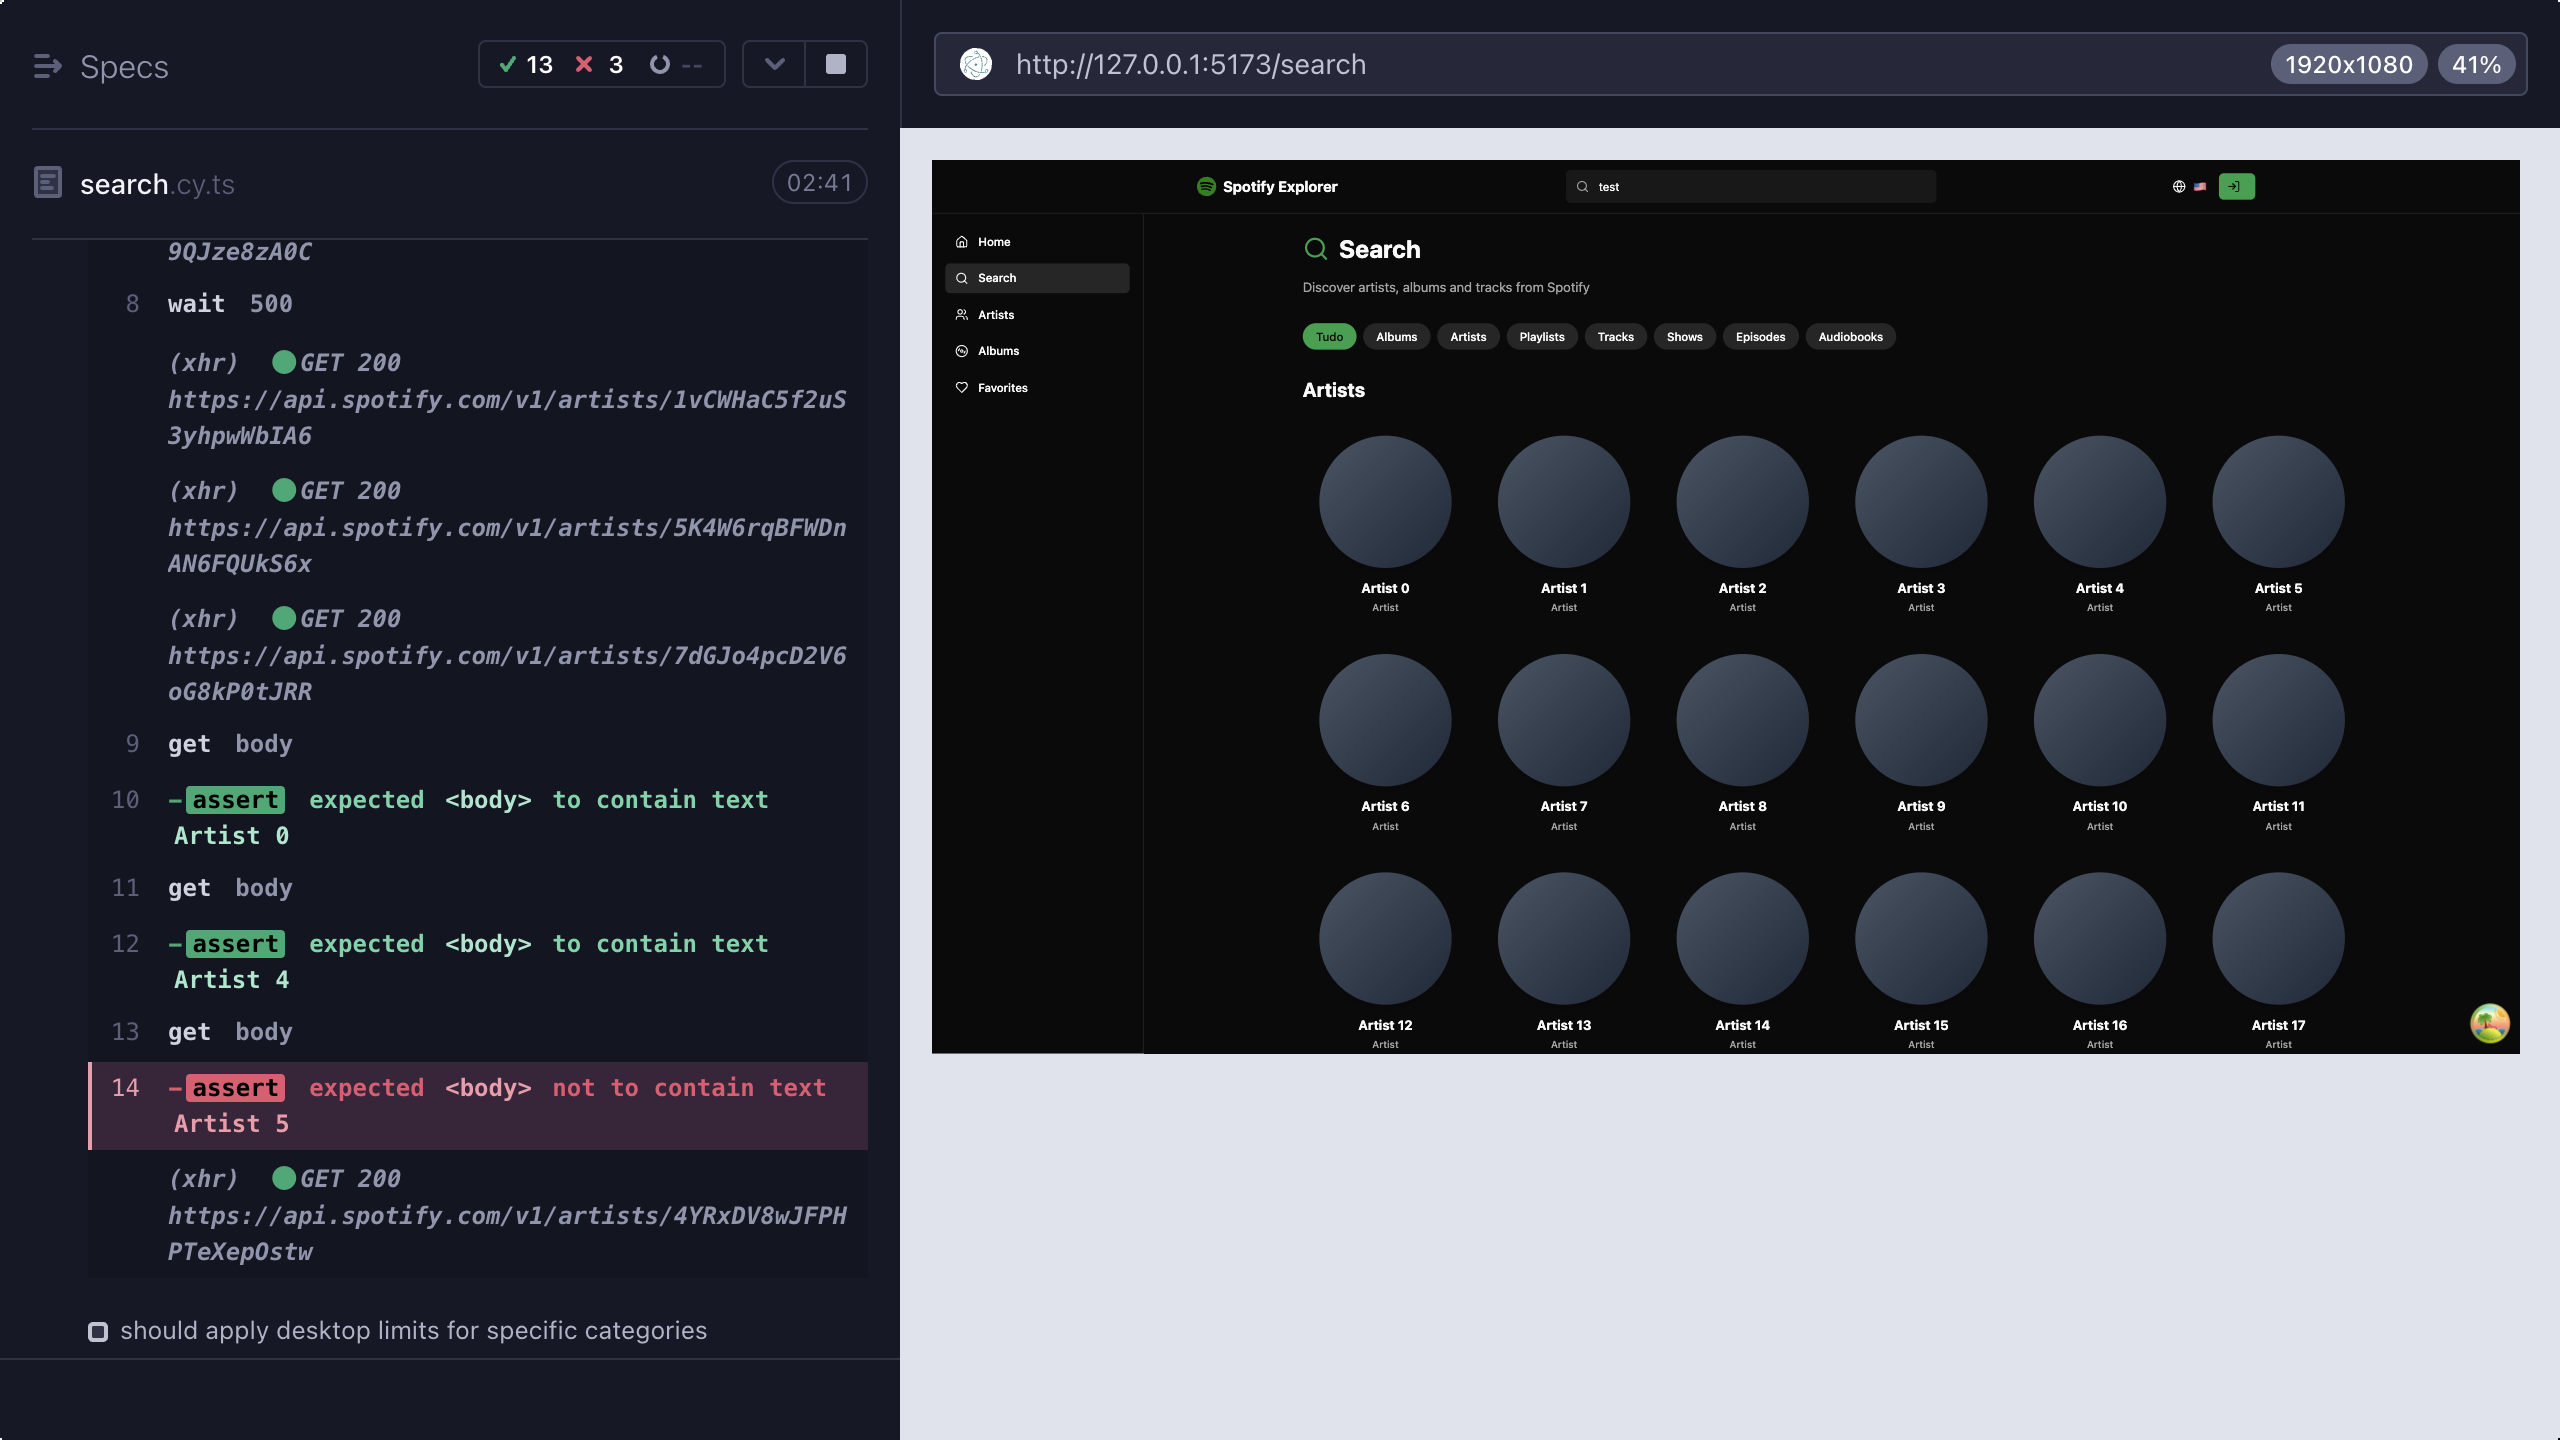 Specs
13 3 --
search.cy.ts
02:41
9QJze8zA0C
8 wait 500
(xhr) GET 200
https://api.spotify.com/v1/artists/1vCWHaC5f2uS
3yhpwWbIA6
(xhr) GET 200
https://api.spotify.com/v1/artists/5K4W6rqBFWDn
AN6FQUkS6x
(xhr) GET 200
https://api.spotify.com/v1/artists/7dGJo4pcD2V6
oG8kP0tJRR
9 get body
10 -assert expected <body> to contain text
Artist 0
11 get body
12 -assert expected <body> to contain text
Artist 4
13 get body
14 -assert expected <body> not to contain text
Artist 5
(xhr) GET 200
https://api.spotify.com/v1/artists/4YRxDV8wJFPH
PTeXepOstw
should apply desktop limits for specific categories
http://127.0.0.1:5173/search
1920x1080 41%
Spotify Explorer
test
Home
Search
Artists
Albums
Favorites
Search
Discover artists, albums and tracks from Spotify
Tudo Albums Artists Playlists Tracks Shows Episodes Audiobooks
Artists
Artist 0 Artist 1 Artist 2 Artist 3 Artist 4 Artist 5
Artist Artist Artist Artist Artist Artist
Artist 6 Artist 7 Artist 8 Artist 9 Artist 10 Artist 11
Artist Artist Artist Artist Artist Artist
Artist 12 Artist 13 Artist 14 Artist 15 Artist 16 Artist 17
Artist Artist Artist Artist Artist Artist